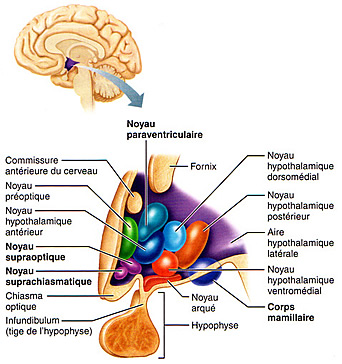 Noyau
paraventriculaire
Commissure
antérieure du cerveau
Noyau
préoptique
Noyau
hypothalamique
antérieur
Noyau
supraoptique
Noyau
suprachiasmatique
Chiasma
optique
Infundibulum
(tige de l'hypophyse)
Fornix
Noyau
hypothalamique
dorsomédial
Noyau
hypothalamique
postérieur
Aire
hypothalamique
latérale
Noyau
hypothalamique
ventromédial
Corps
mamillaire
Noyau
arqué
Hypophyse